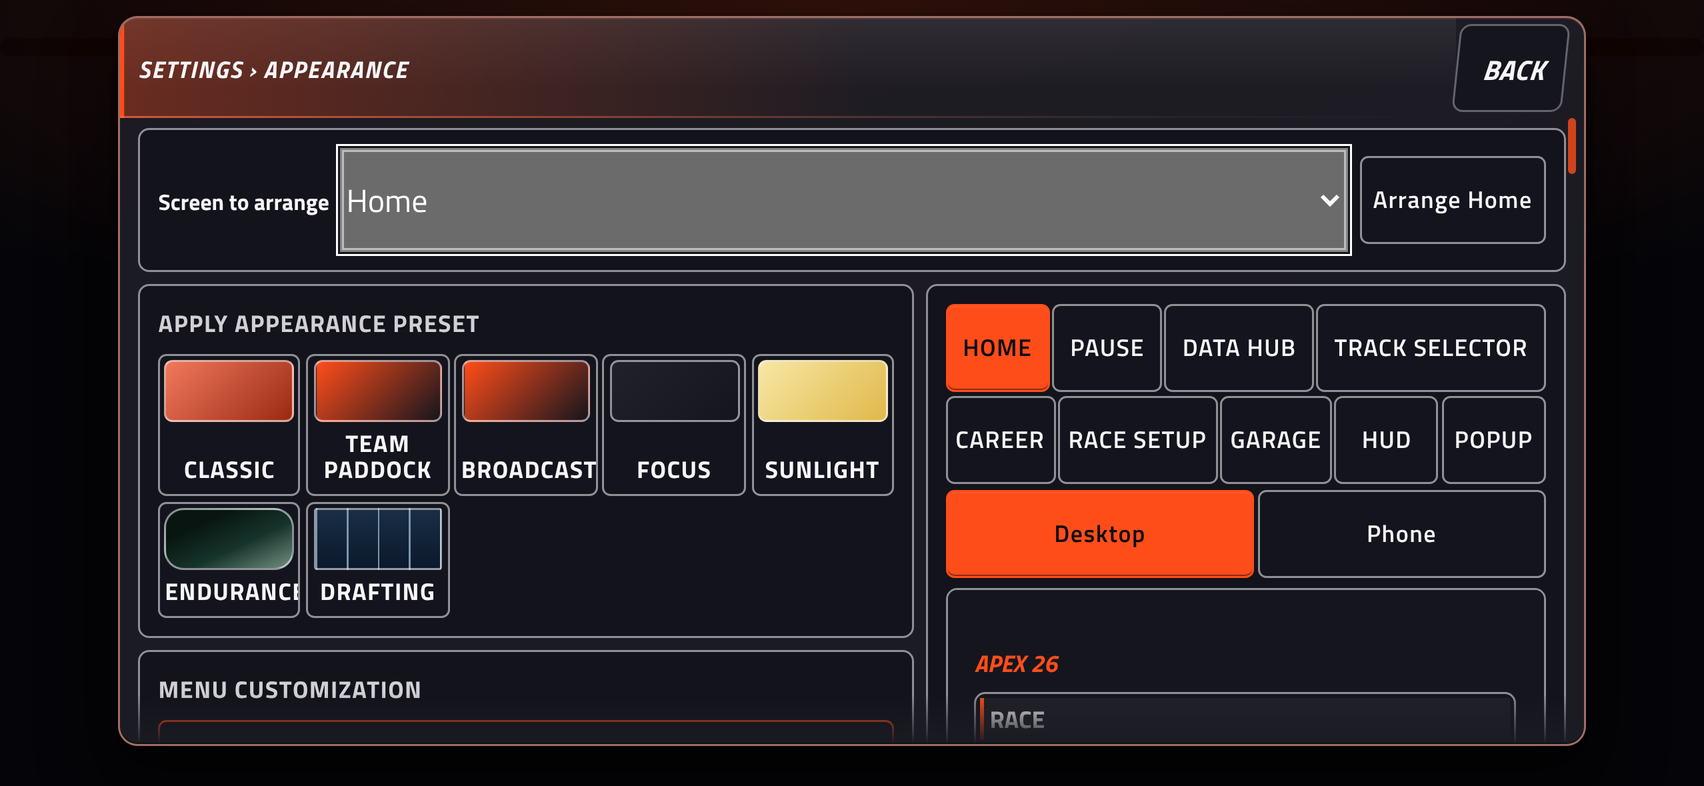 SETTINGS › APPEARANCE
BACK
Screen to arrange
Home
Arrange Home
APPLY APPEARANCE PRESET
CLASSIC
TEAM
PADDOCK
BROADCAST
FOCUS
SUNLIGHT
ENDURANCE
DRAFTING
MENU CUSTOMIZATION
HOME
PAUSE
DATA HUB
TRACK SELECTOR
CAREER
RACE SETUP
GARAGE
HUD
POPUP
Desktop
Phone
APEX 26
RACE